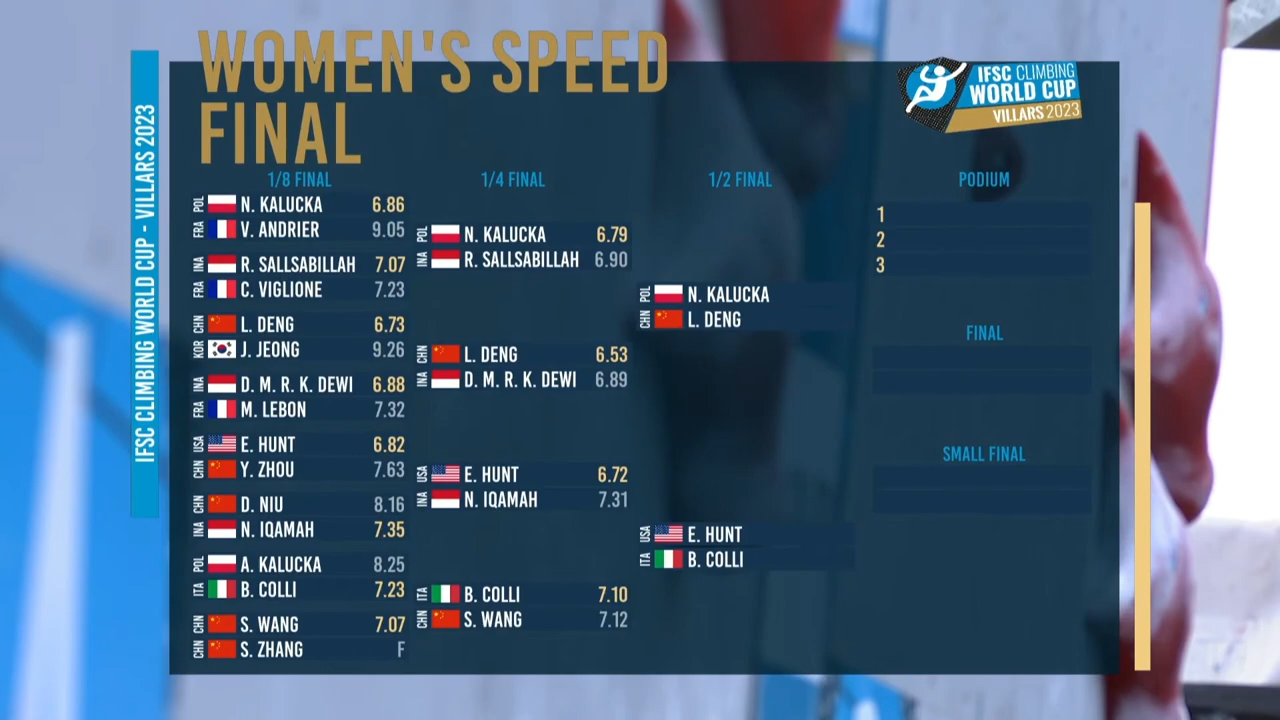 WOMEN'S SPEED
FINAL
IFSC CLIMBING
WORLD CUP
VILLARS 2023
IFSC CLIMBING WORLD CUP - VILLARS 2023
1/8 FINAL
POL N. KALUCKA 6.86
FRA V. ANDRIER 9.05
INA R. SALLSABILLAH 7.07
FRA C. VIGLIONE 7.23
CHN L. DENG 6.73
KOR J. JEONG 9.26
INA D. M. R. K. DEWI 6.88
FRA M. LEBON 7.32
USA E. HUNT 6.82
CHN Y. ZHOU 7.63
CHN D. NIU 8.16
INA N. IQAMAH 7.35
POL A. KALUCKA 8.25
ITA B. COLLI 7.23
CHN S. WANG 7.07
CHN S. ZHANG F
1/4 FINAL
POL N. KALUCKA 6.79
INA R. SALLSABILLAH 6.90
CHN L. DENG 6.53
INA D. M. R. K. DEWI 6.89
USA E. HUNT 6.72
INA N. IQAMAH 7.31
ITA B. COLLI 7.10
CHN S. WANG 7.12
1/2 FINAL
POL N. KALUCKA
CHN L. DENG
USA E. HUNT
ITA B. COLLI
PODIUM
1
2
3
FINAL
SMALL FINAL